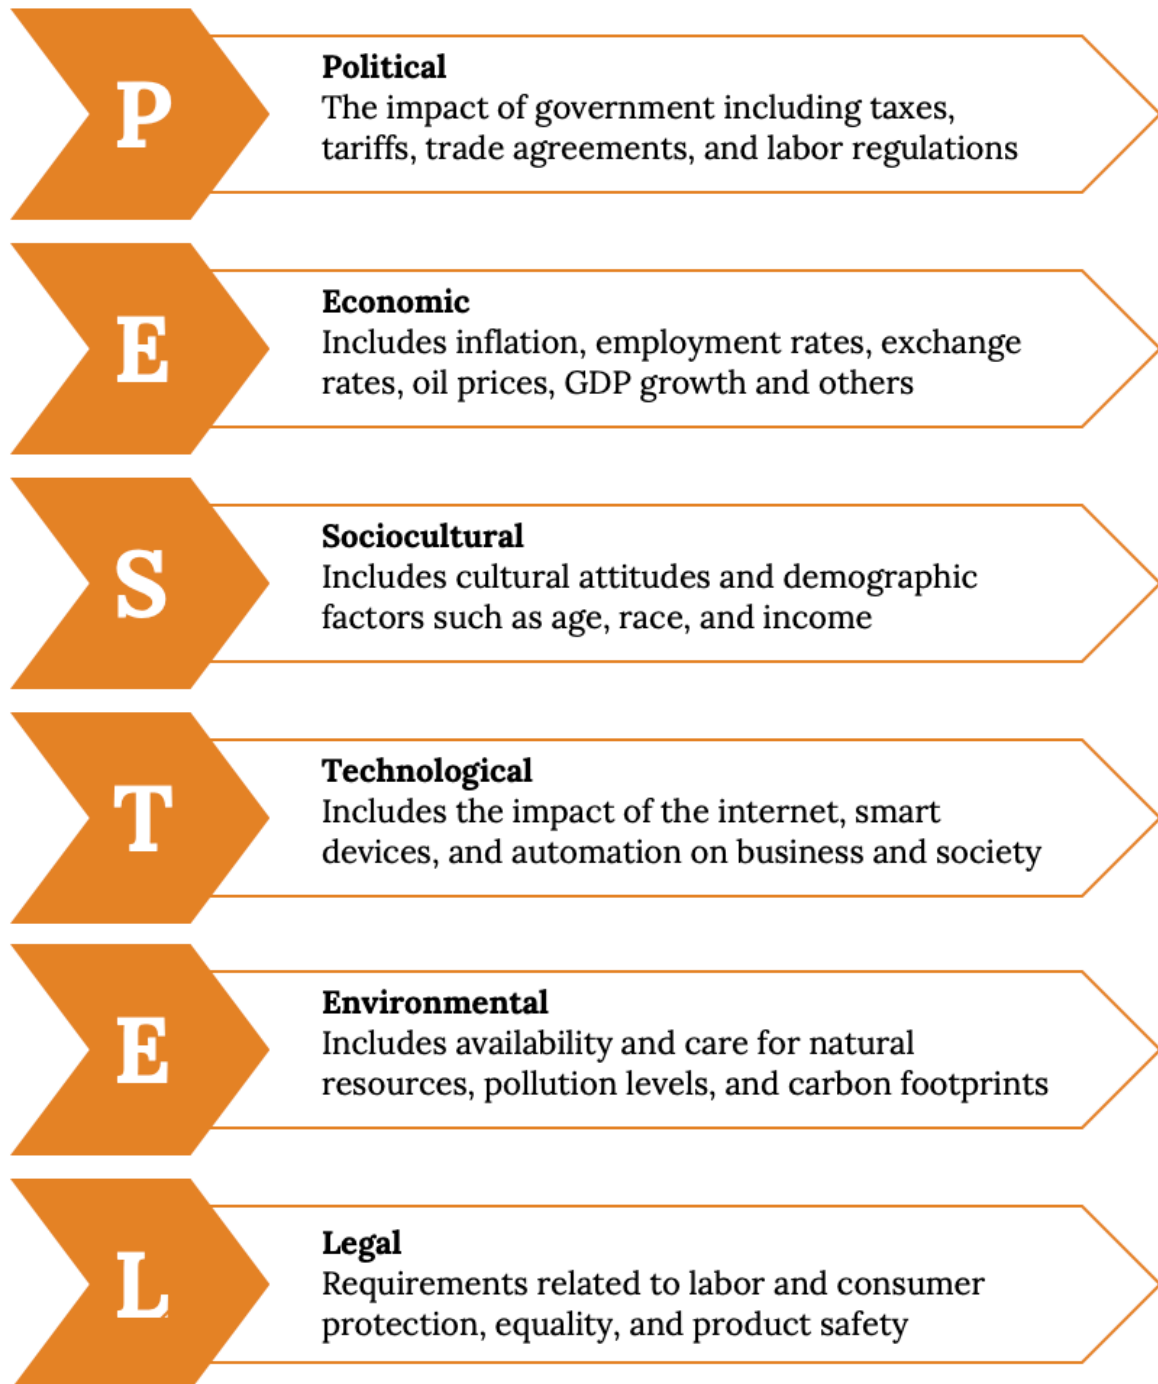 P
Political
The impact of government including taxes,
tariffs, trade agreements, and labor regulations
E
Economic
Includes inflation, employment rates, exchange
rates, oil prices, GDP growth and others
S
Sociocultural
Includes cultural attitudes and demographic
factors such as age, race, and income
T
Technological
Includes the impact of the internet, smart
devices, and automation on business and society
E
Environmental
Includes availability and care for natural
resources, pollution levels, and carbon footprints
L
Legal
Requirements related to labor and consumer
protection, equality, and product safety